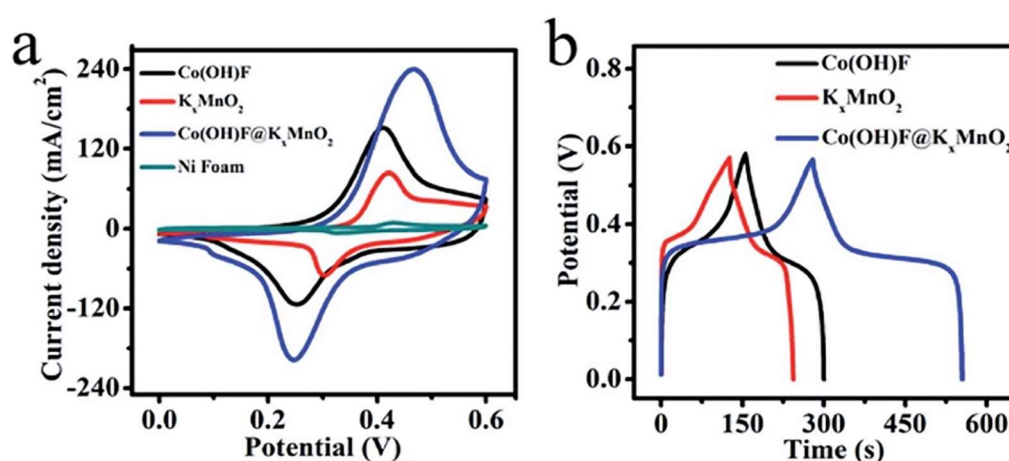 a
240
120
0
-120
-240
Current density (mA/cm²)
Co(OH)F
KₓMnO₂
Co(OH)F@KₓMnO₂
Ni Foam
0.0 0.2 0.4 0.6
Potential (V)
b
0.8
0.6
0.4
0.2
0.0
Potential (V)
Co(OH)F
KₓMnO₂
Co(OH)F@KₓMnO₂
0 150 300 450 600
Time (s)